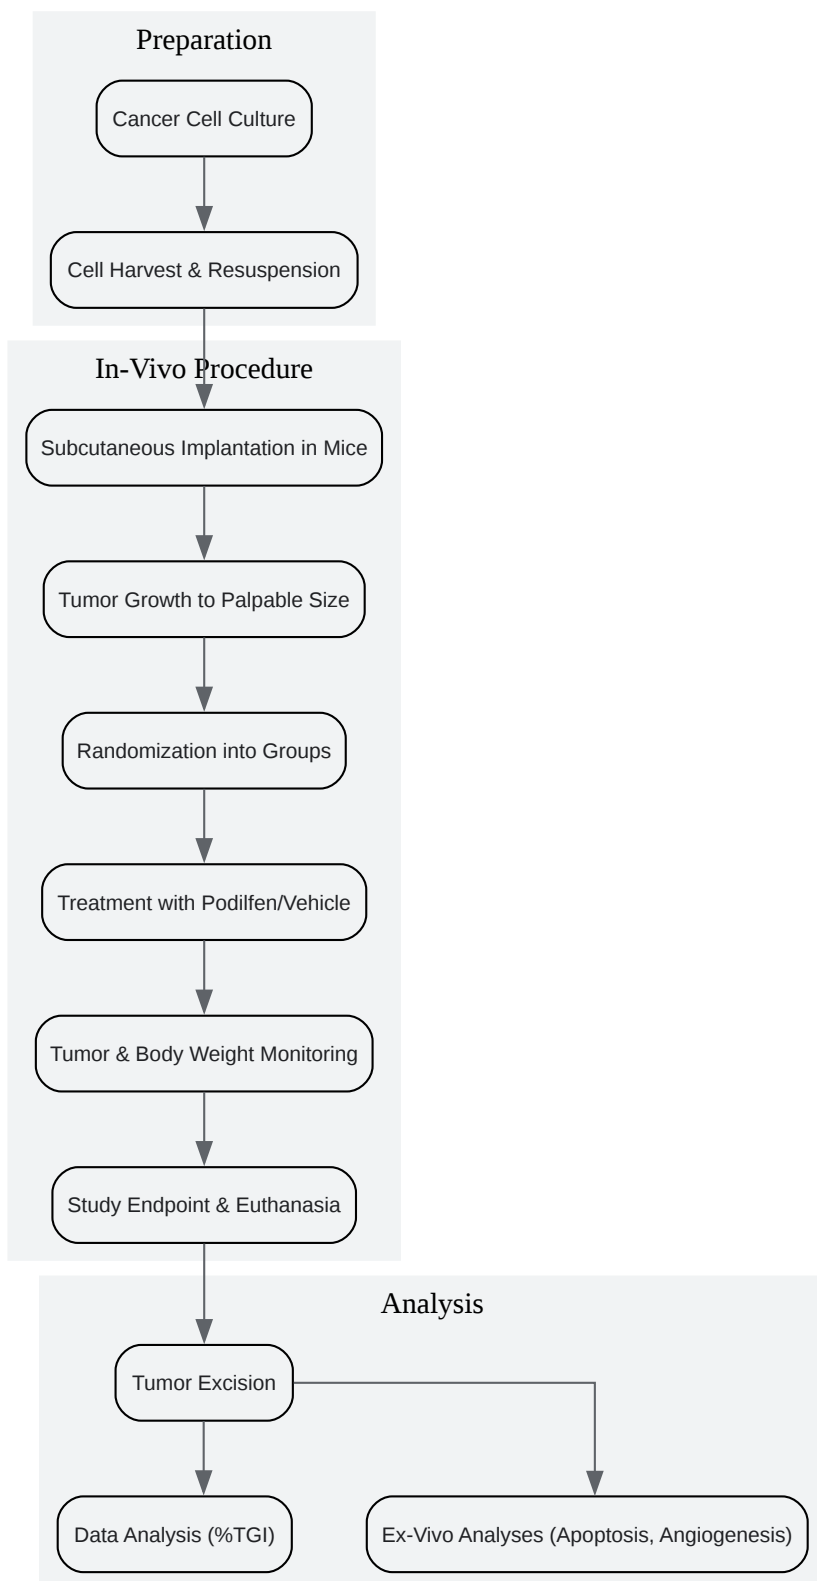 Preparation
Cancer Cell Culture
Cell Harvest & Resuspension
In-Vivo Procedure
Subcutaneous Implantation in Mice
Tumor Growth to Palpable Size
Randomization into Groups
Treatment with Podilfen/Vehicle
Tumor & Body Weight Monitoring
Study Endpoint & Euthanasia
Analysis
Tumor Excision
Data Analysis (%TGI)
Ex-Vivo Analyses (Apoptosis, Angiogenesis)